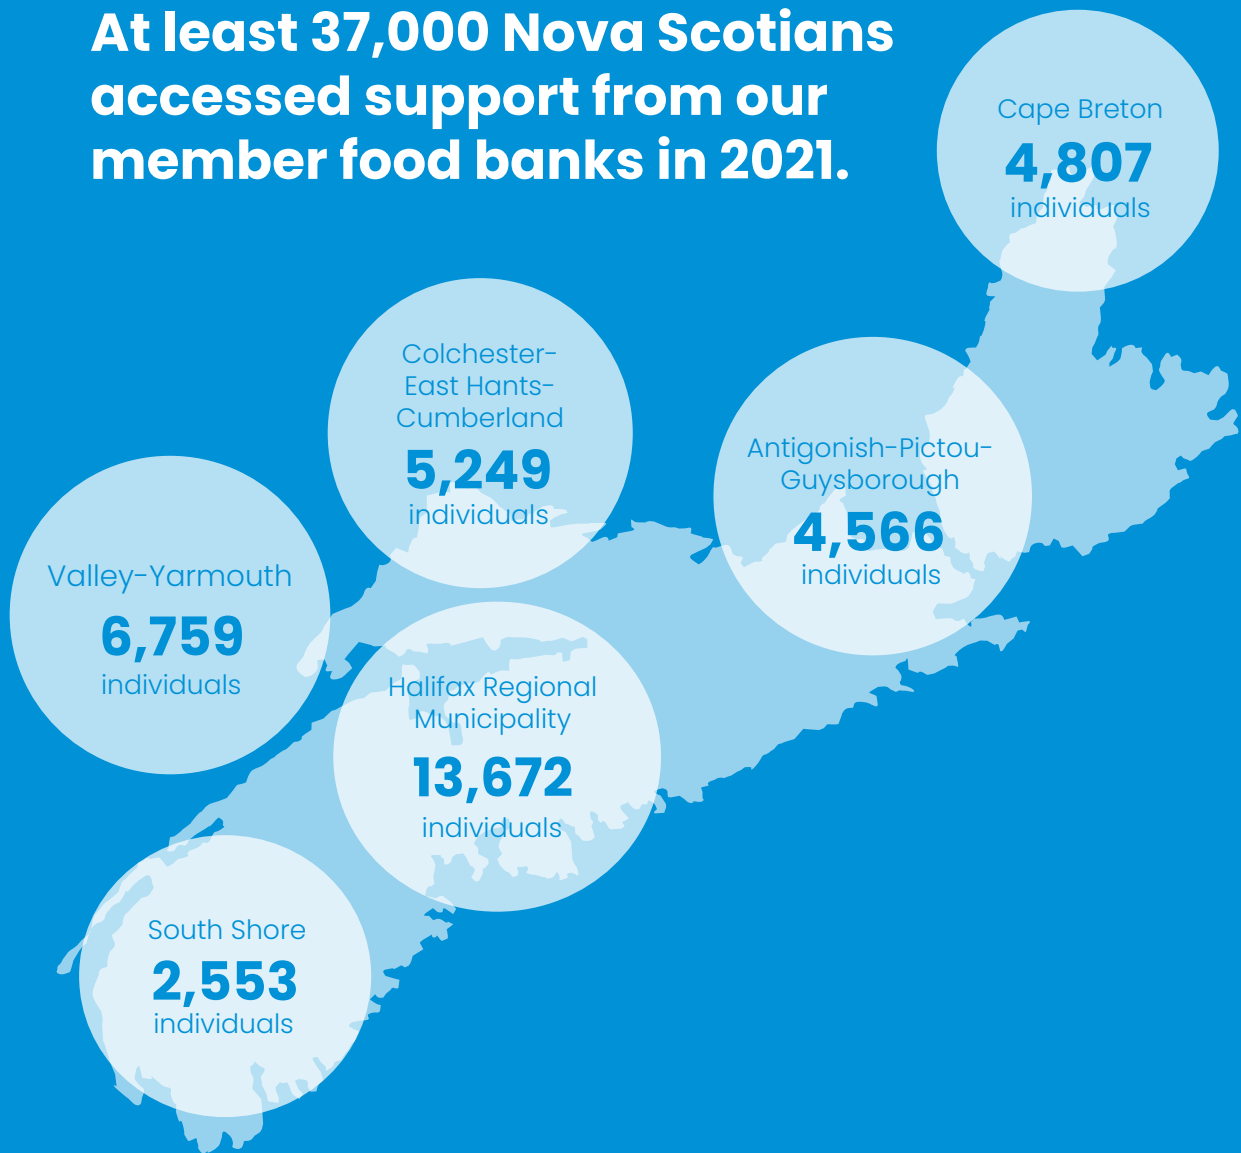 At least 37,000 Nova Scotians
accessed support from our
member food banks in 2021.
Cape Breton
4,807
individuals
Colchester-
East Hants-
Cumberland
5,249
individuals
Antigonish-Pictou-
Guysborough
4,566
individuals
Valley-Yarmouth
6,759
individuals
Halifax Regional
Municipality
13,672
individuals
South Shore
2,553
individuals